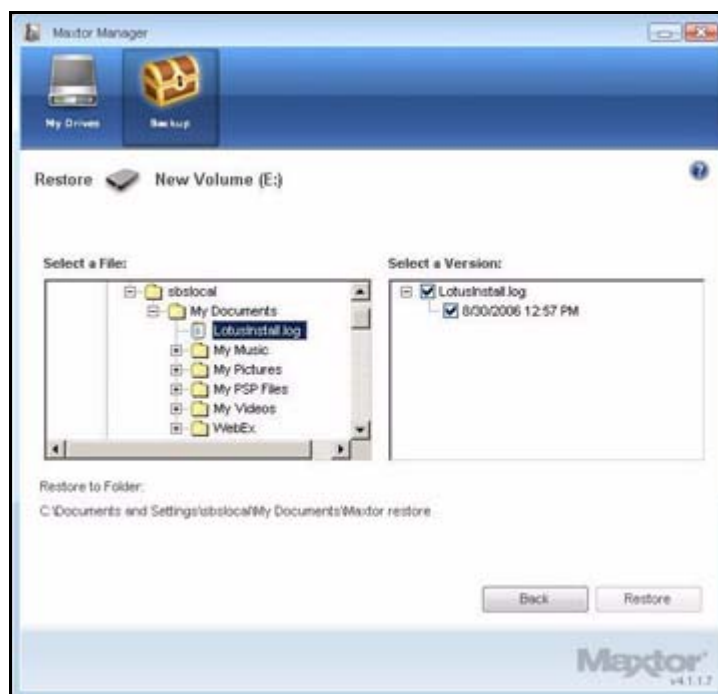 Maxtor Manager
My Drives
Backup
Restore New Volume (E:)
Select a File:
Select a Version:
sbslocal
My Documents
LotusInstall.log
My Music
My Pictures
My PSP Files
My Videos
WebEx
LotusInstall.log
8/30/2006 12:57 PM
Restore to Folder:
C:\Documents and Settings\sbslocal\My Documents\Maxtor restore
Back
Restore
Maxtor
v4.1.1.7